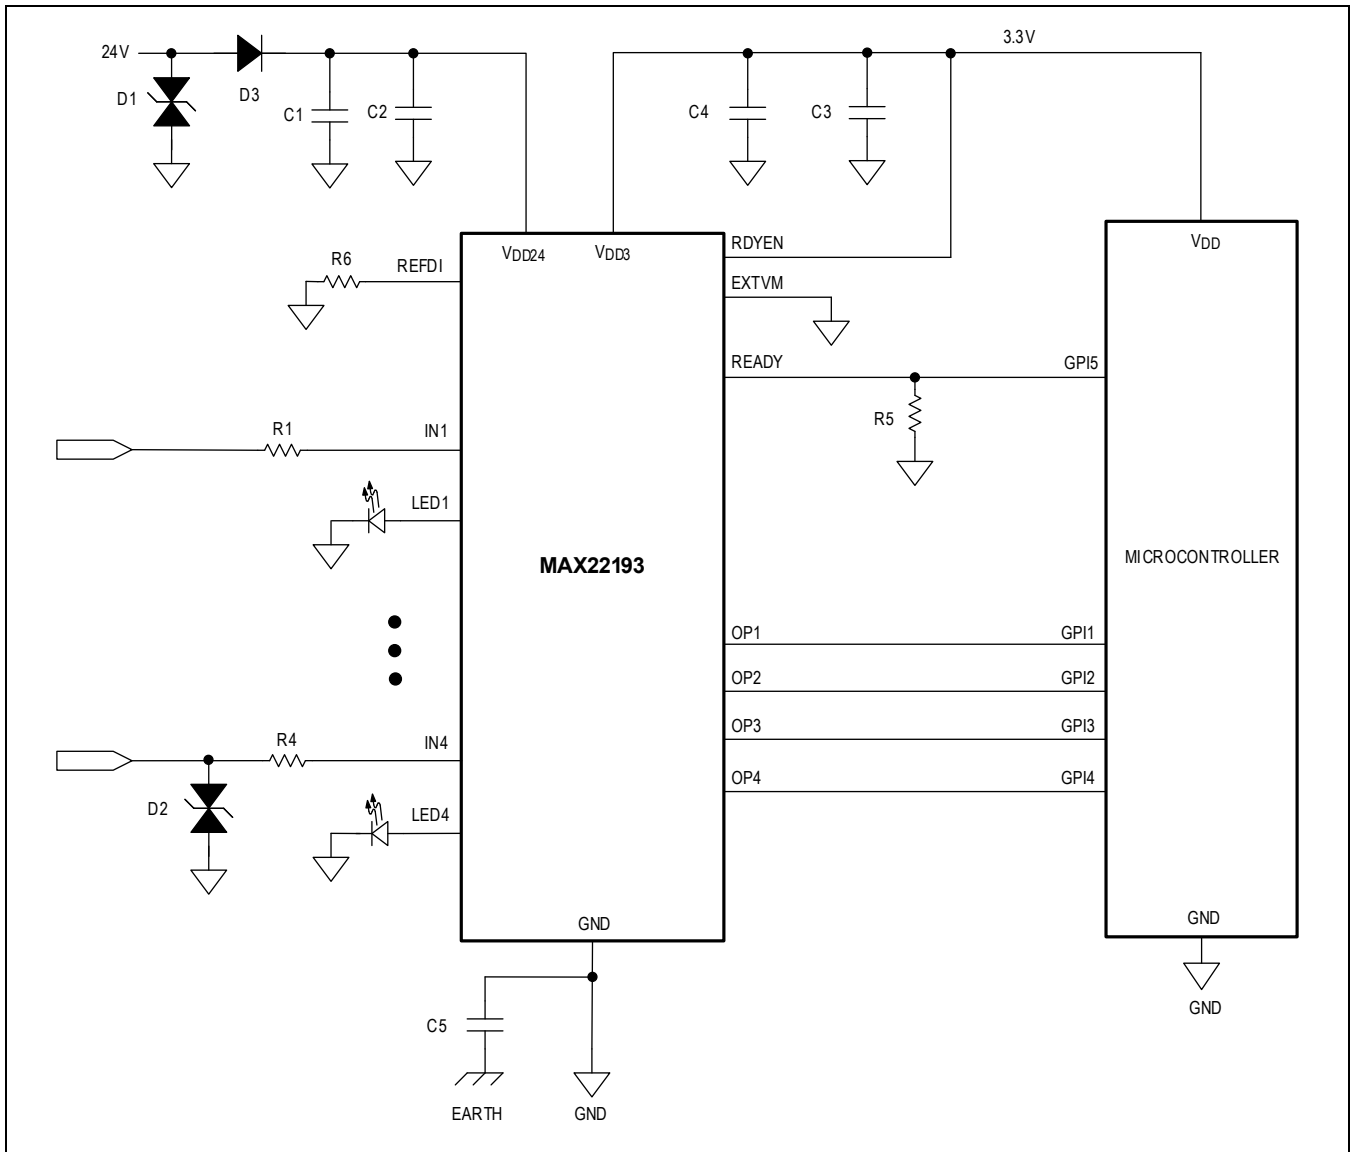 24V
3.3V
D1
D3
C1
C2
C4
C3
VDD24
VDD3
RDYEN
VDD
R6
REFDI
EXTVM
READY
GPI5
R1
IN1
R5
LED1
MAX22193
MICROCONTROLLER
OP1
GPI1
OP2
GPI2
R4
IN4
OP3
GPI3
D2
LED4
OP4
GPI4
GND
GND
C5
GND
EARTH
GND